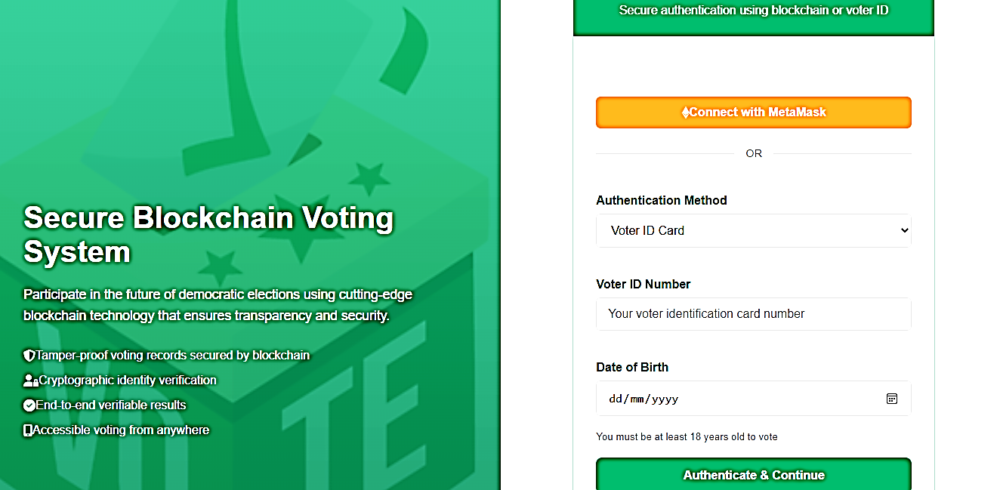 Secure Blockchain Voting
System
Participate in the future of democratic elections using cutting-edge
blockchain technology that ensures transparency and security.
Tamper-proof voting records secured by blockchain
Cryptographic identity verification
End-to-end verifiable results
Accessible voting from anywhere
VOTE
Secure authentication using blockchain or voter ID
Connect with MetaMask
OR
Authentication Method
Voter ID Card
Voter ID Number
Your voter identification card number
Date of Birth
dd/mm/yyyy
You must be at least 18 years old to vote
Authenticate & Continue